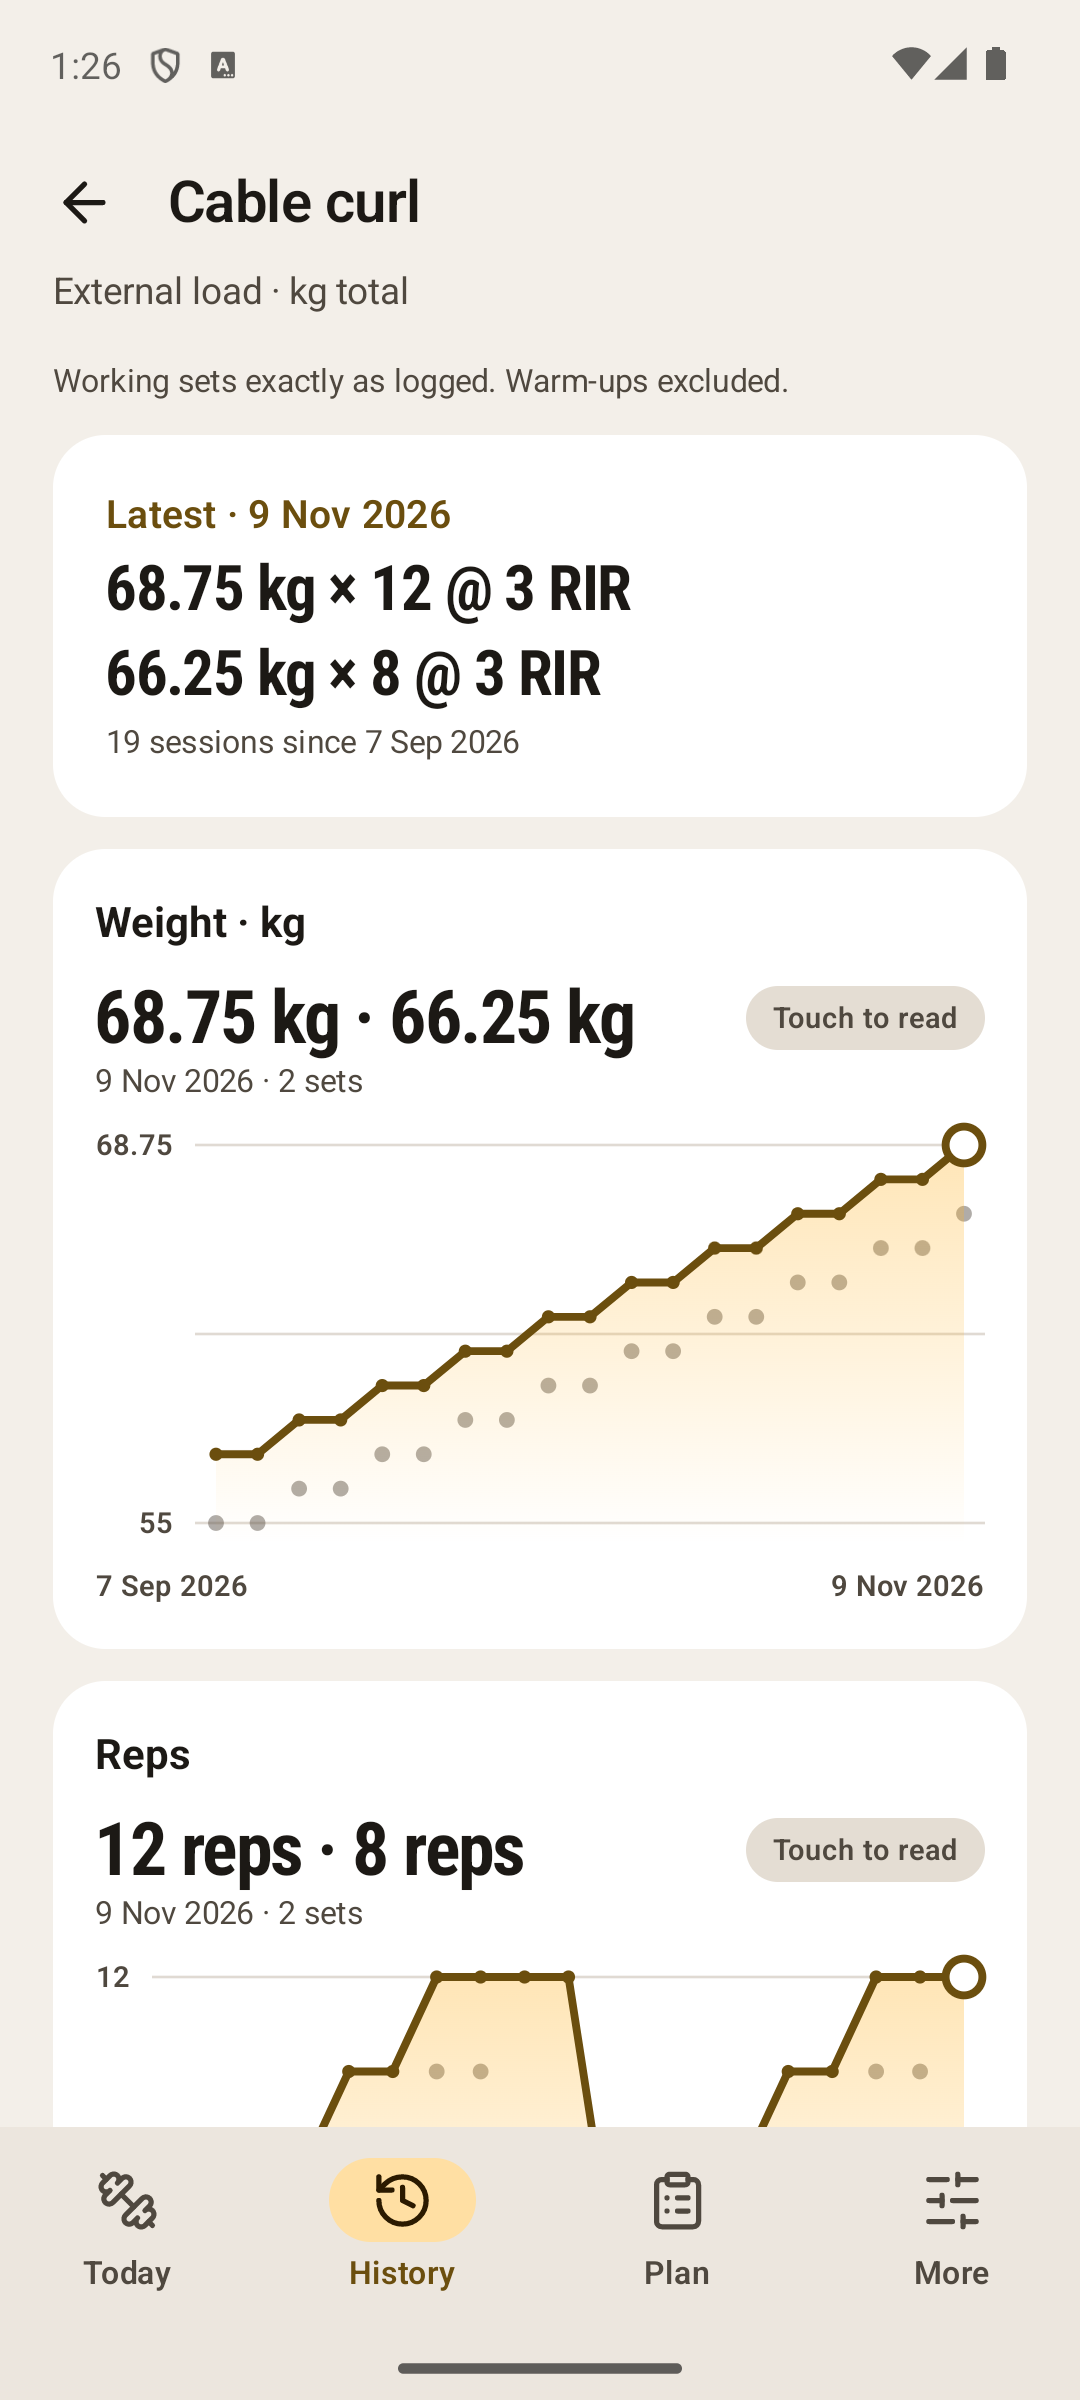 1:26
Cable curl
External load · kg total
Working sets exactly as logged. Warm-ups excluded.
Latest · 9 Nov 2026
68.75 kg × 12 @ 3 RIR
66.25 kg × 8 @ 3 RIR
19 sessions since 7 Sep 2026
Weight · kg
68.75 kg · 66.25 kg
Touch to read
9 Nov 2026 · 2 sets
68.75
55
7 Sep 2026
9 Nov 2026
Reps
12 reps · 8 reps
Touch to read
9 Nov 2026 · 2 sets
12
Today
History
Plan
More